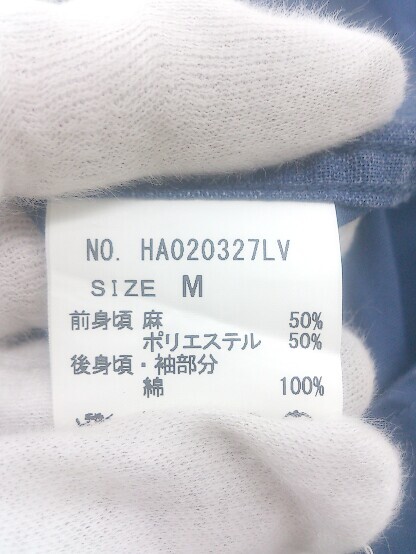 NO. HA020327LV
SIZE M
前身頃 麻 50%
ポリエステル 50%
後身頃・袖部分
綿 100%